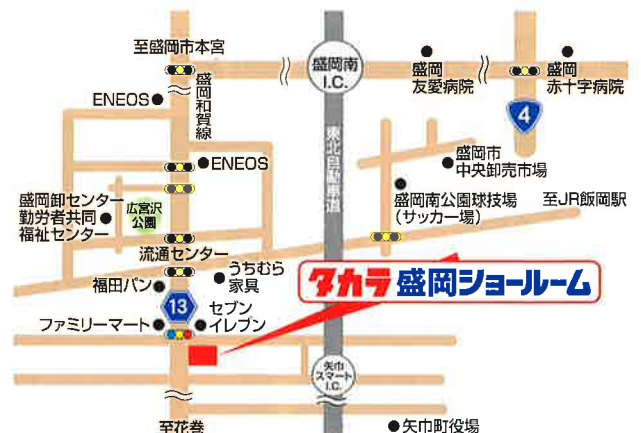 至盛岡市本宮
盛岡和賀線
盛岡南
I.C.
盛岡
友愛病院
盛岡
赤十字病院
4
ENEOS
ENEOS
東北自動車道
盛岡市
中央卸売市場
盛岡南公園球技場
(サッカー場)
至JR飯岡駅
盛岡卸センター
勤労者共同
福祉センター
広宮沢
公園
流通センター
うちむら
家具
福田パン
タカラ 盛岡ショールーム
13
セブン
イレブン
ファミリーマート
矢巾
スマート
I.C.
至花巻
矢巾町役場